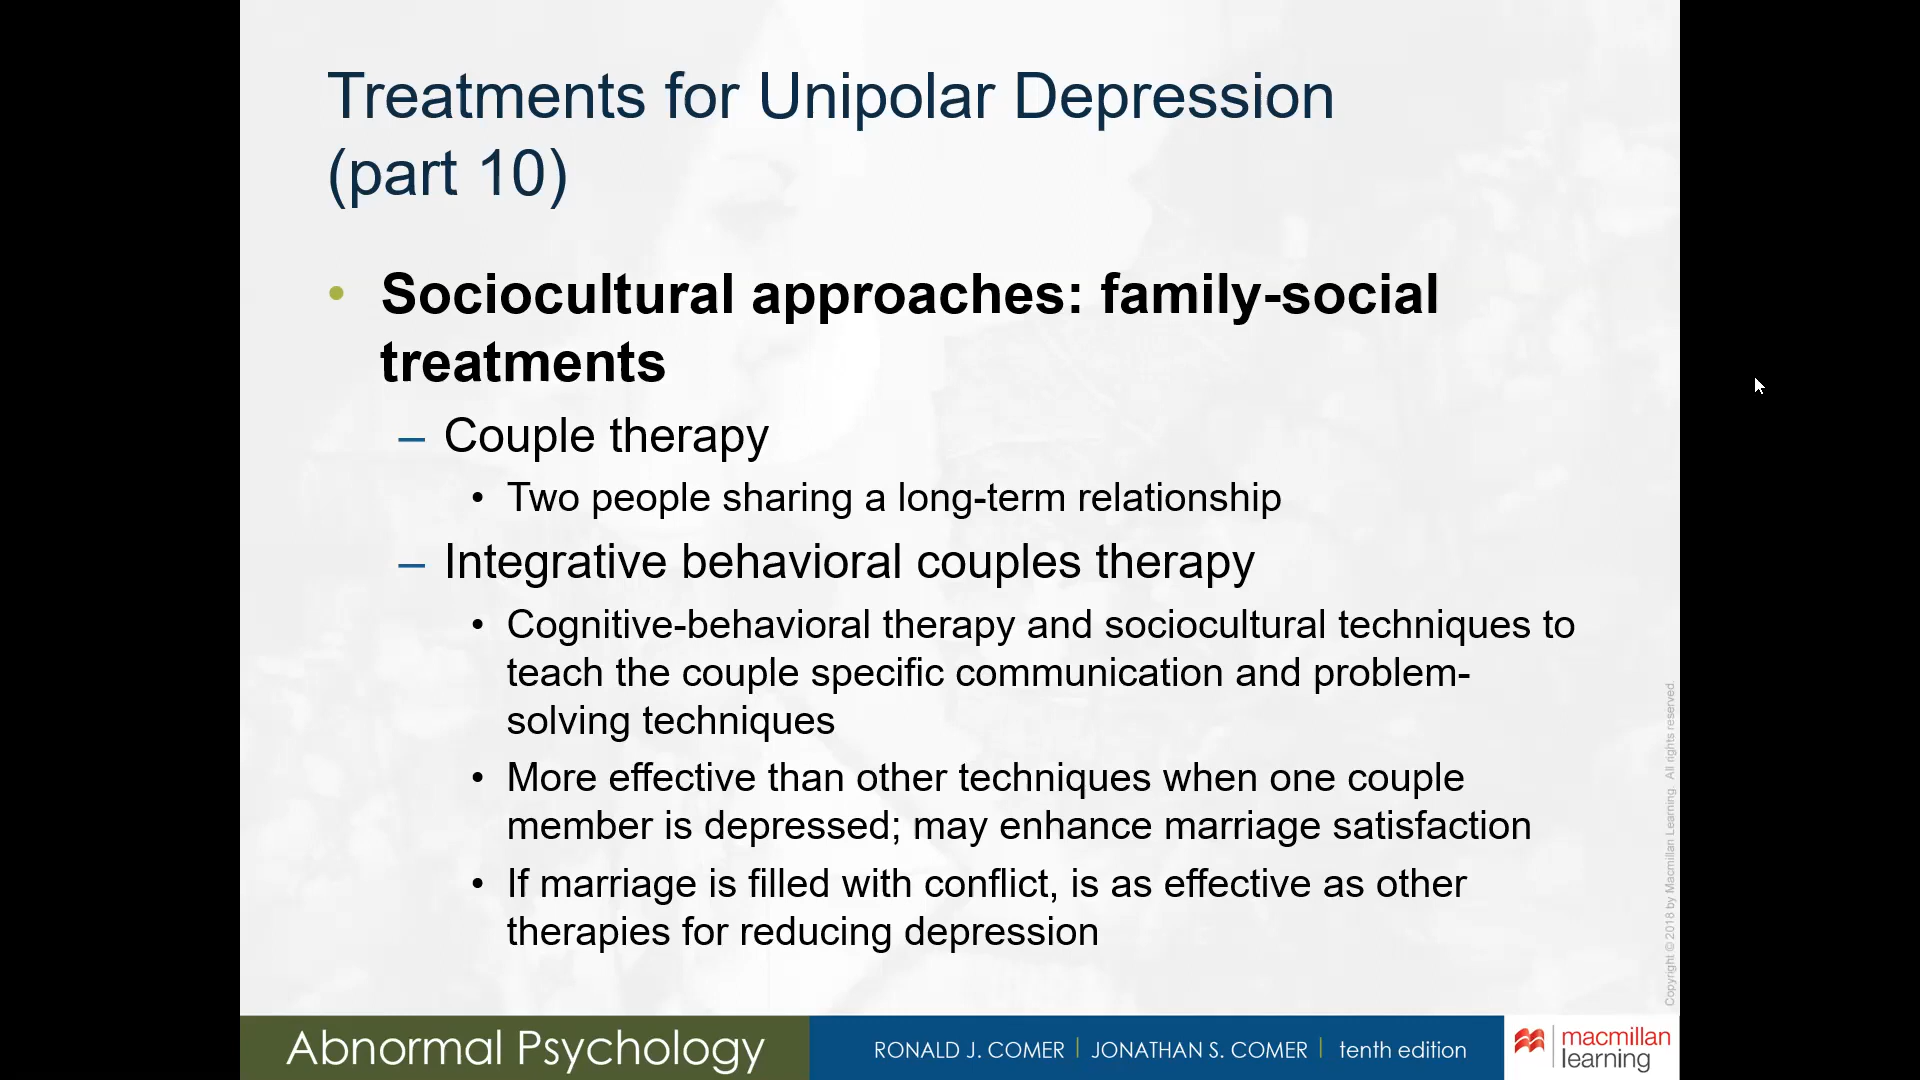 Treatments for Unipolar Depression
(part 10)
• Sociocultural approaches: family-social
treatments
– Couple therapy
• Two people sharing a long-term relationship
– Integrative behavioral couples therapy
• Cognitive-behavioral therapy and sociocultural techniques to
teach the couple specific communication and problem-
solving techniques
• More effective than other techniques when one couple
member is depressed; may enhance marriage satisfaction
• If marriage is filled with conflict, is as effective as other
therapies for reducing depression
Copyright © 2018 by Macmillan Learning. All rights reserved.
Abnormal Psychology
RONALD J. COMER | JONATHAN S. COMER | tenth edition
macmillan
learning